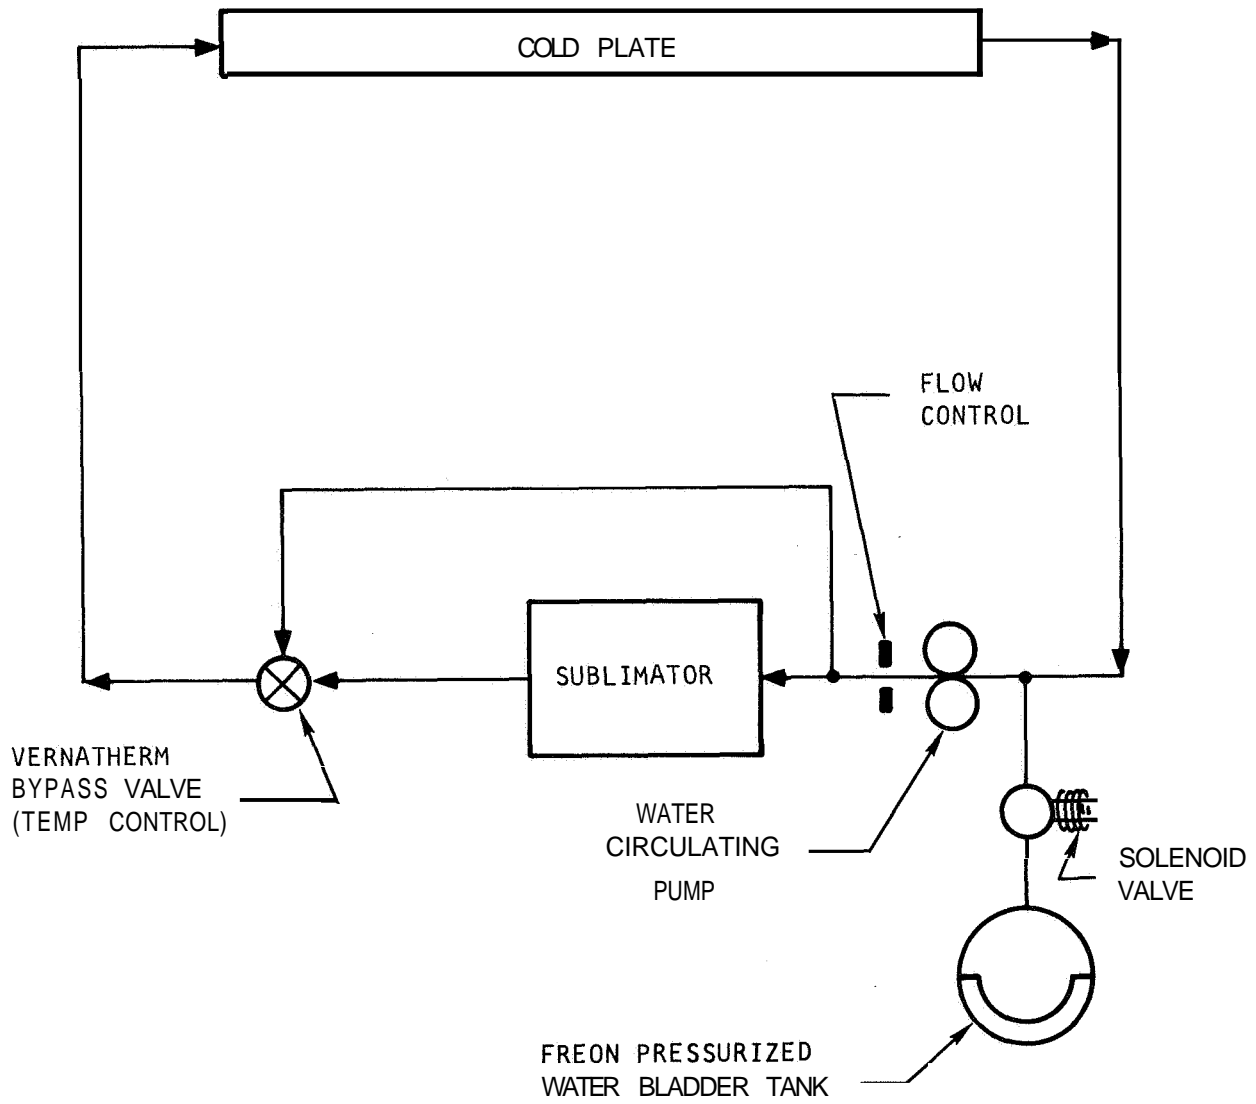 COLD PLATE
FLOW
CONTROL
SUBLIMATOR
VERNATHERM
BYPASS VALVE
(TEMP CONTROL)
WATER
CIRCULATING
PUMP
SOLENOID
VALVE
FREON PRESSURIZED
WATER BLADDER TANK